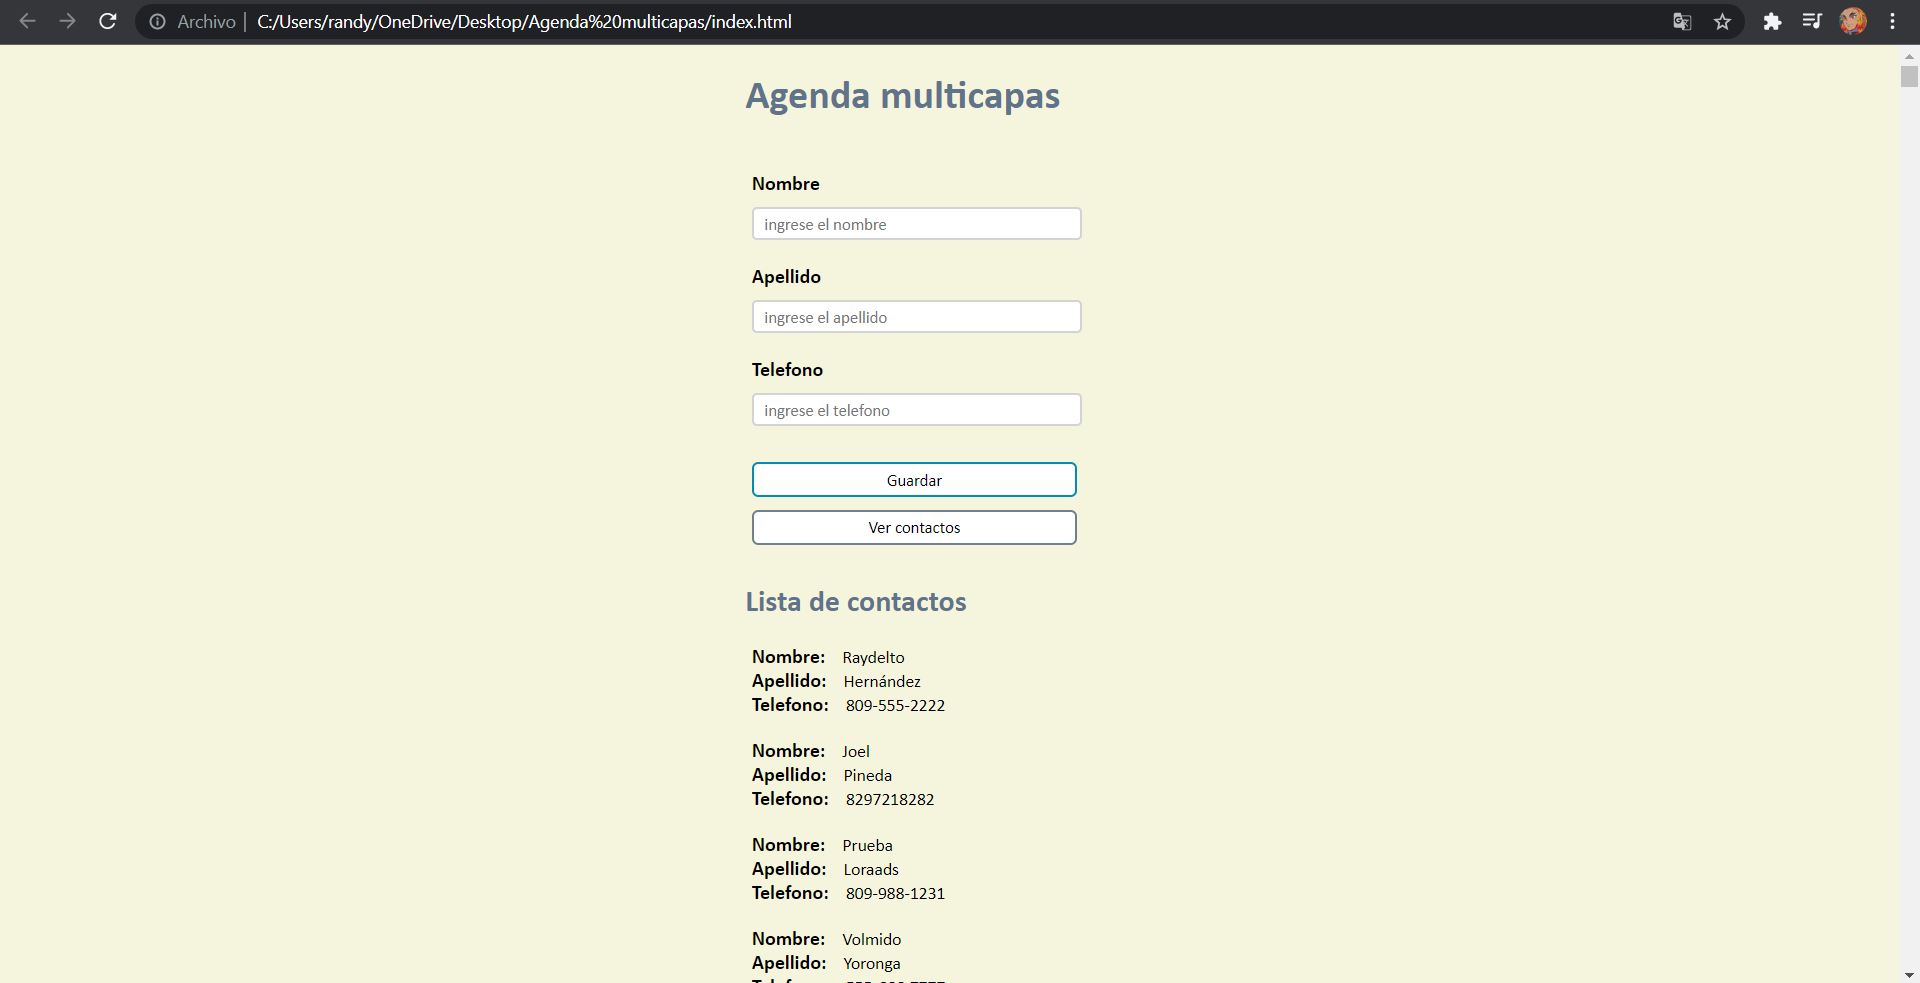 Archivo | C:/Users/randy/OneDrive/Desktop/Agenda%20multicapas/index.html
Agenda multicapas
Nombre
ingrese el nombre
Apellido
ingrese el apellido
Telefono
ingrese el telefono
Guardar
Ver contactos
Lista de contactos
Nombre: Raydelto
Apellido: Hernández
Telefono: 809-555-2222
Nombre: Joel
Apellido: Pineda
Telefono: 8297218282
Nombre: Prueba
Apellido: Loraads
Telefono: 809-988-1231
Nombre: Volmido
Apellido: Yoronga